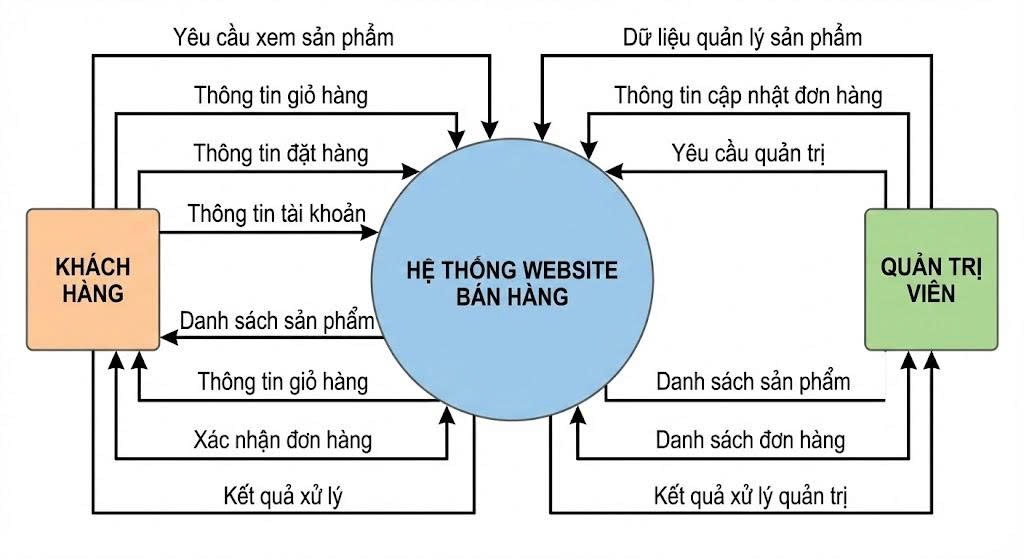 Yêu cầu xem sản phẩm
Dữ liệu quản lý sản phẩm
Thông tin giỏ hàng
Thông tin cập nhật đơn hàng
Thông tin đặt hàng
Yêu cầu quản trị
Thông tin tài khoản
KHÁCH
HÀNG
HỆ THỐNG WEBSITE
BÁN HÀNG
QUẢN TRỊ
VIÊN
Danh sách sản phẩm
Thông tin giỏ hàng
Danh sách sản phẩm
Xác nhận đơn hàng
Danh sách đơn hàng
Kết quả xử lý
Kết quả xử lý quản trị